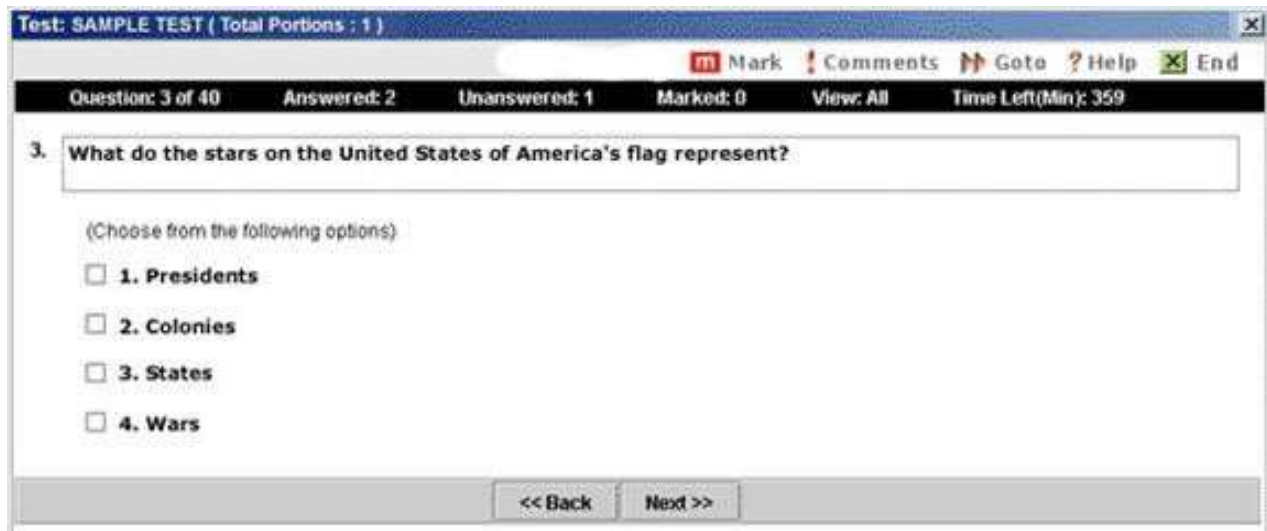 Test: SAMPLE TEST ( Total Portions : 1 )
m Mark ! Comments Goto ? Help X End
Question: 3 of 40 Answered: 2 Unanswered: 1 Marked: 0 View: All Time Left(Min): 359
3. What do the stars on the United States of America's flag represent?
(Choose from the following options)
1. Presidents
2. Colonies
3. States
4. Wars
<< Back Next >>